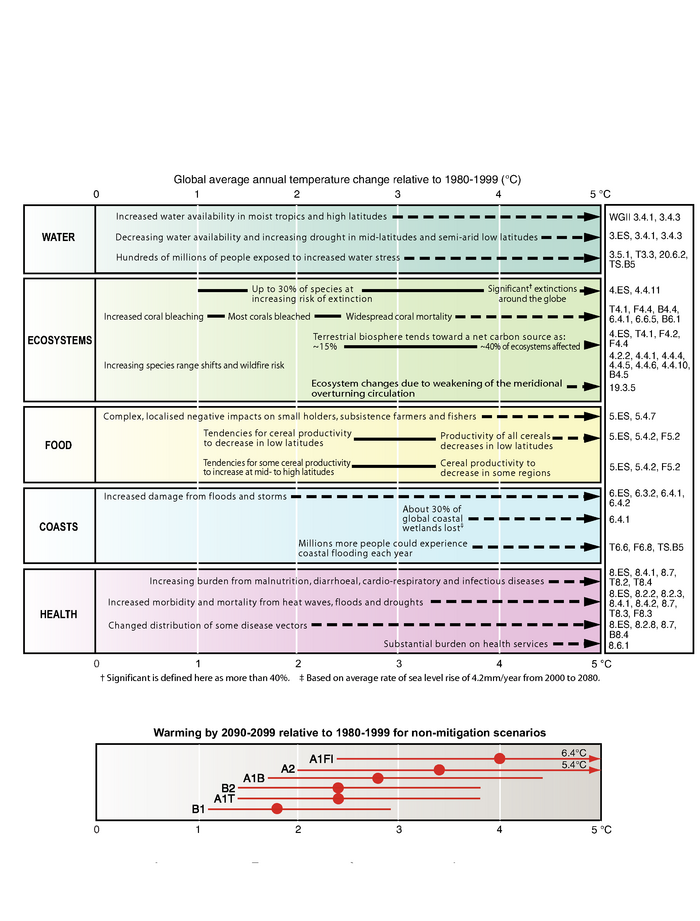 Global average annual temperature change relative to 1980-1999 (°C)
0 1 2 3 4 5 °C
WATER
Increased water availability in moist tropics and high latitudes
WGII 3.4.1, 3.4.3
Decreasing water availability and increasing drought in mid-latitudes and semi-arid low latitudes
3.ES, 3.4.1, 3.4.3
Hundreds of millions of people exposed to increased water stress
3.5.1, T3.3, 20.6.2,
TS.B5
ECOSYSTEMS
Up to 30% of species at
increasing risk of extinction
Significant† extinctions
around the globe
4.ES, 4.4.11
Increased coral bleaching
Most corals bleached
Widespread coral mortality
T4.1, F4.4, B4.4,
6.4.1, 6.6.5, B6.1
Terrestrial biosphere tends toward a net carbon source as:
~15%
~40% of ecosystems affected
4.ES, T4.1, F4.2,
F4.4
Increasing species range shifts and wildfire risk
4.2.2, 4.4.1, 4.4.4,
4.4.5, 4.4.6, 4.4.10,
B4.5
Ecosystem changes due to weakening of the meridional
overturning circulation
19.3.5
FOOD
Complex, localised negative impacts on small holders, subsistence farmers and fishers
5.ES, 5.4.7
Tendencies for cereal productivity
to decrease in low latitudes
Productivity of all cereals
decreases in low latitudes
5.ES, 5.4.2, F5.2
Tendencies for some cereal productivity
to increase at mid- to high latitudes
Cereal productivity to
decrease in some regions
5.ES, 5.4.2, F5.2
COASTS
Increased damage from floods and storms
6.ES, 6.3.2, 6.4.1,
6.4.2
About 30% of
global coastal
wetlands lost‡
6.4.1
Millions more people could experience
coastal flooding each year
T6.6, F6.8, TS.B5
HEALTH
Increasing burden from malnutrition, diarrhoeal, cardio-respiratory and infectious diseases
8.ES, 8.4.1, 8.7,
T8.2, T8.4
Increased morbidity and mortality from heat waves, floods and droughts
8.ES, 8.2.2, 8.2.3,
8.4.1, 8.4.2, 8.7,
T8.3, F8.3
Changed distribution of some disease vectors
8.ES, 8.2.8, 8.7,
B8.4
Substantial burden on health services
8.6.1
0 1 2 3 4 5 °C
† Significant is defined here as more than 40%. ‡ Based on average rate of sea level rise of 4.2mm/year from 2000 to 2080.
Warming by 2090-2099 relative to 1980-1999 for non-mitigation scenarios
A1FI 6.4°C
A2 5.4°C
A1B
B2
A1T
B1
0 1 2 3 4 5 °C